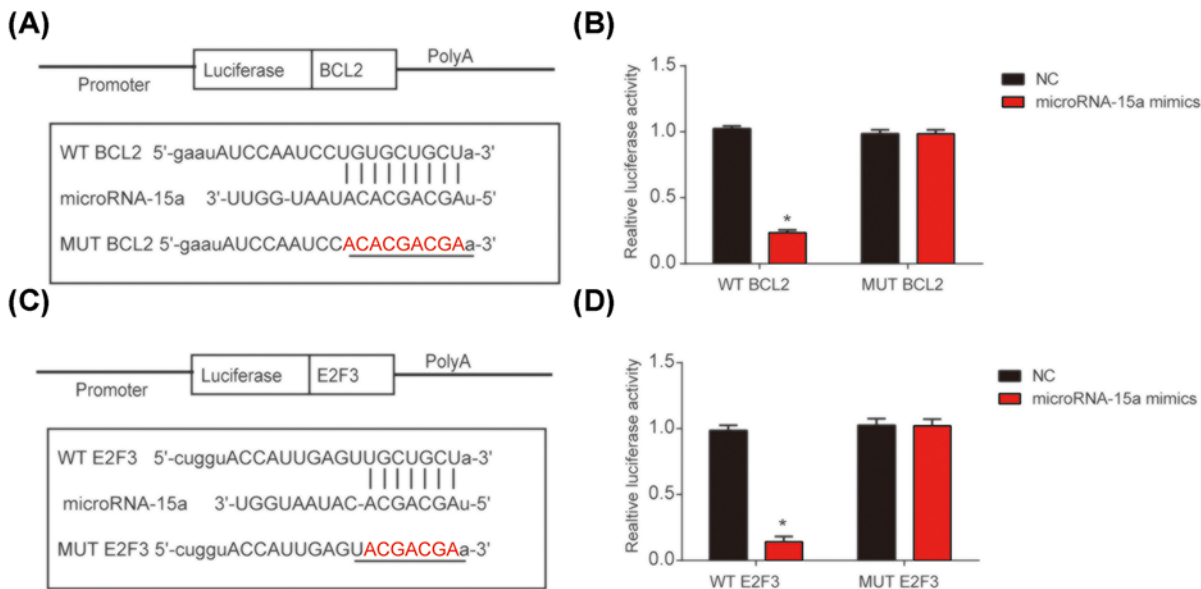 (A)
Promoter
Luciferase
BCL2
PolyA
WT BCL2 5'-gaauAUCCAAUCCUGUGCUGCUa-3'
microRNA-15a 3'-UUGG-UAAUACACGACGAu-5'
MUT BCL2 5'-gaauAUCCAAUCCACACGACGAa-3'
(B)
Realtive luciferase activity
1.5
1.0
0.5
0.0
*
WT BCL2
MUT BCL2
NC
microRNA-15a mimics
(C)
Promoter
Luciferase
E2F3
PolyA
WT E2F3 5'-cugguACCAUUGAGUUGCUGCUa-3'
microRNA-15a 3'-UGGUAAUAC-ACGACGAu-5'
MUT E2F3 5'-cugguACCAUUGAGUACGACGAa-3'
(D)
Realtive luciferase activity
1.5
1.0
0.5
0.0
*
WT E2F3
MUT E2F3
NC
microRNA-15a mimics